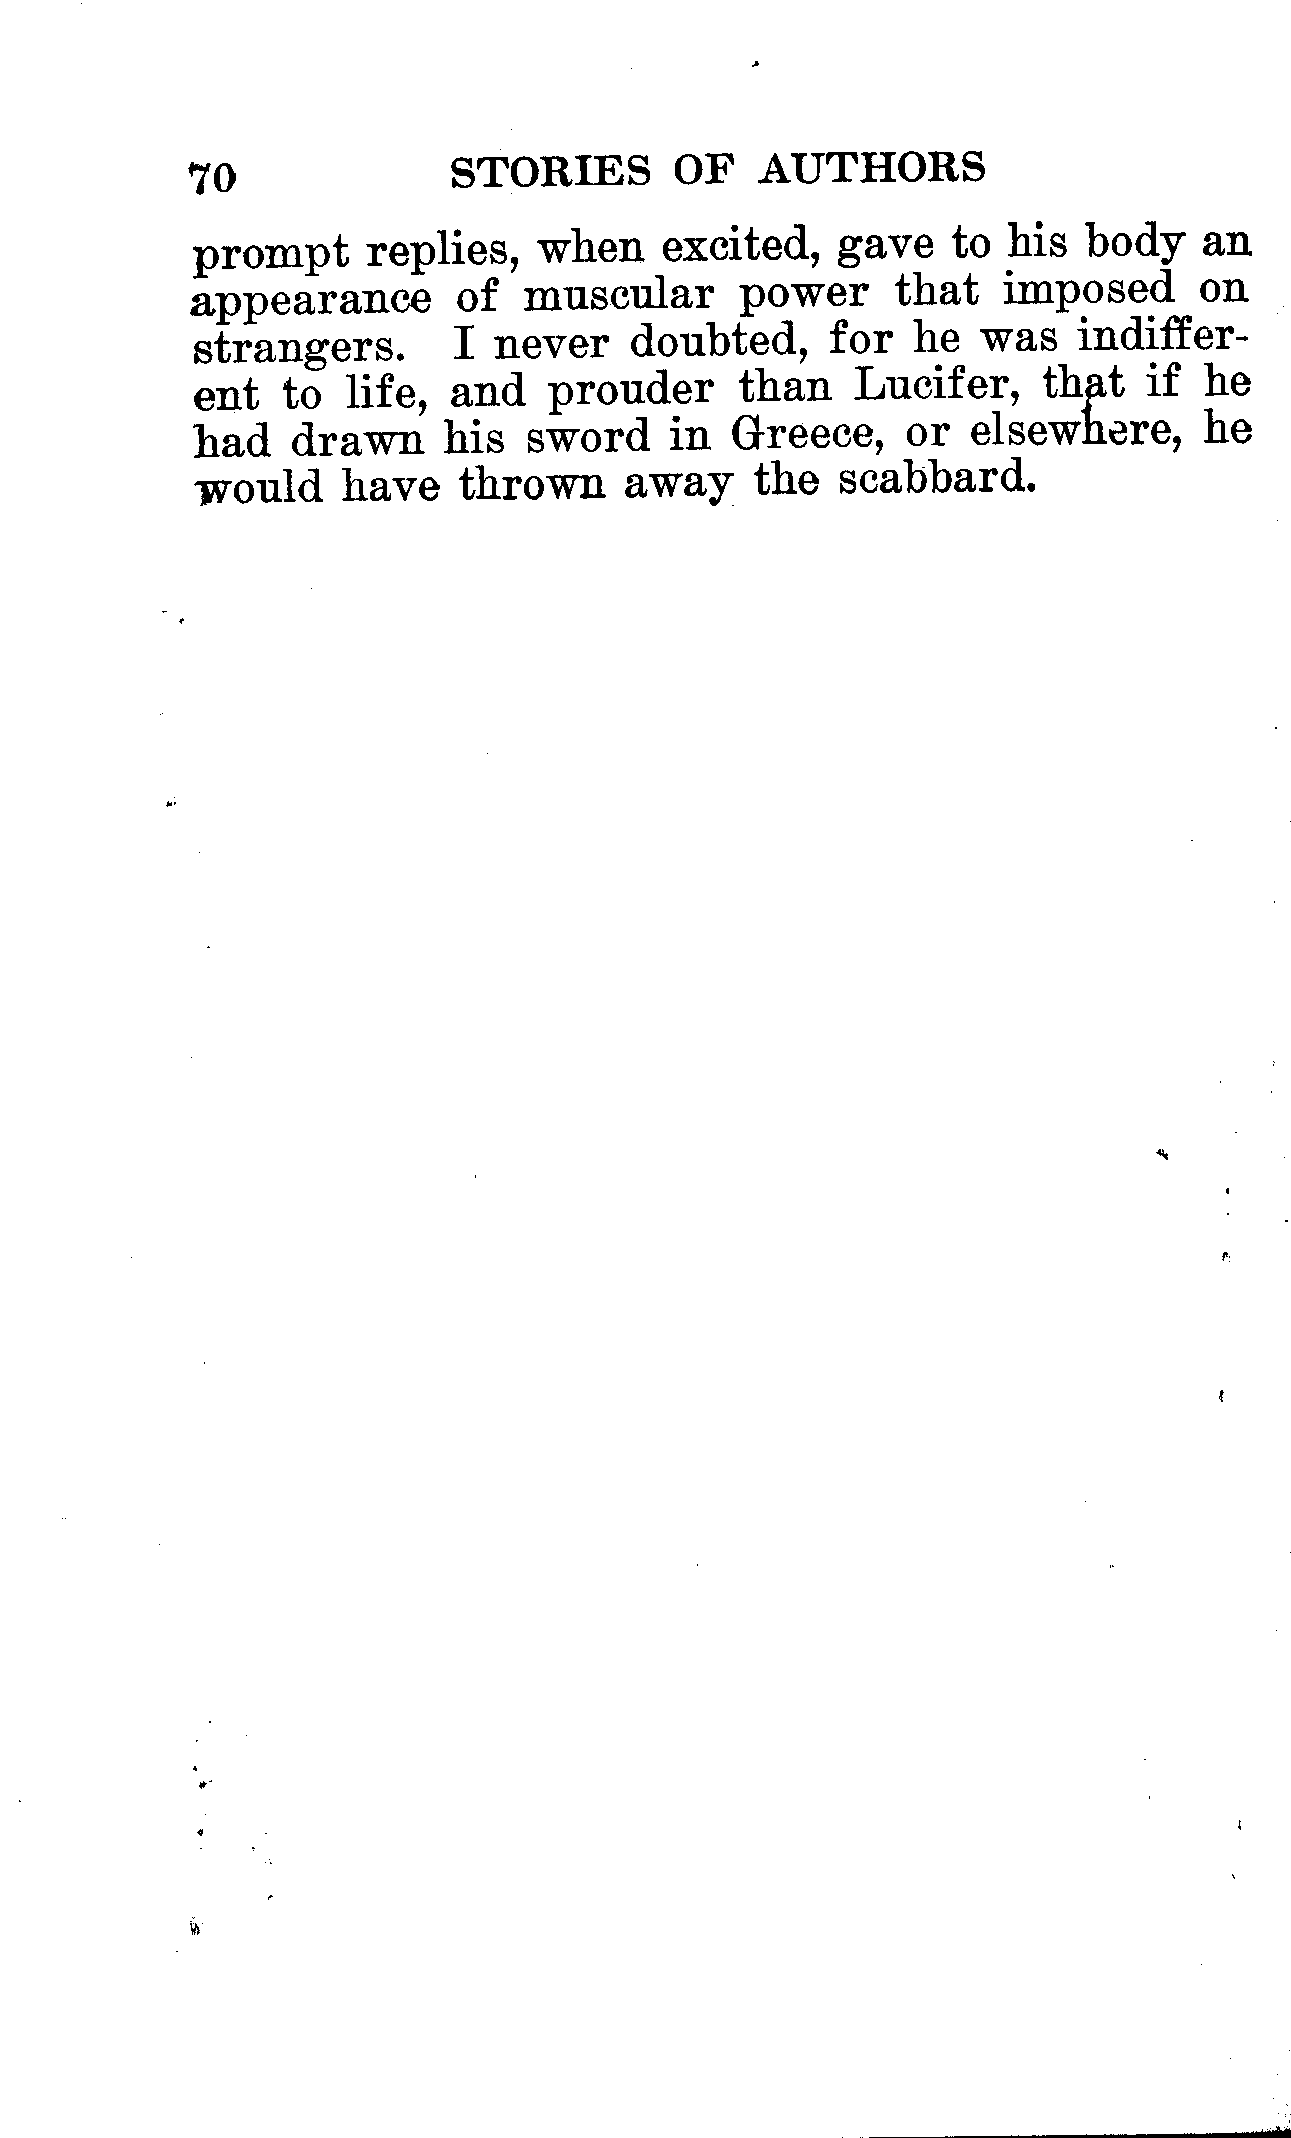 70 STORIES OF AUTHORS
prompt replies, when excited, gave to his body an
appearance of muscular power that imposed on
strangers. I never doubted, for he was indiffer-
ent to life, and prouder than Lucifer, that if he
had drawn his sword in Greece, or elsewhere, he
would have thrown away the scabbard.